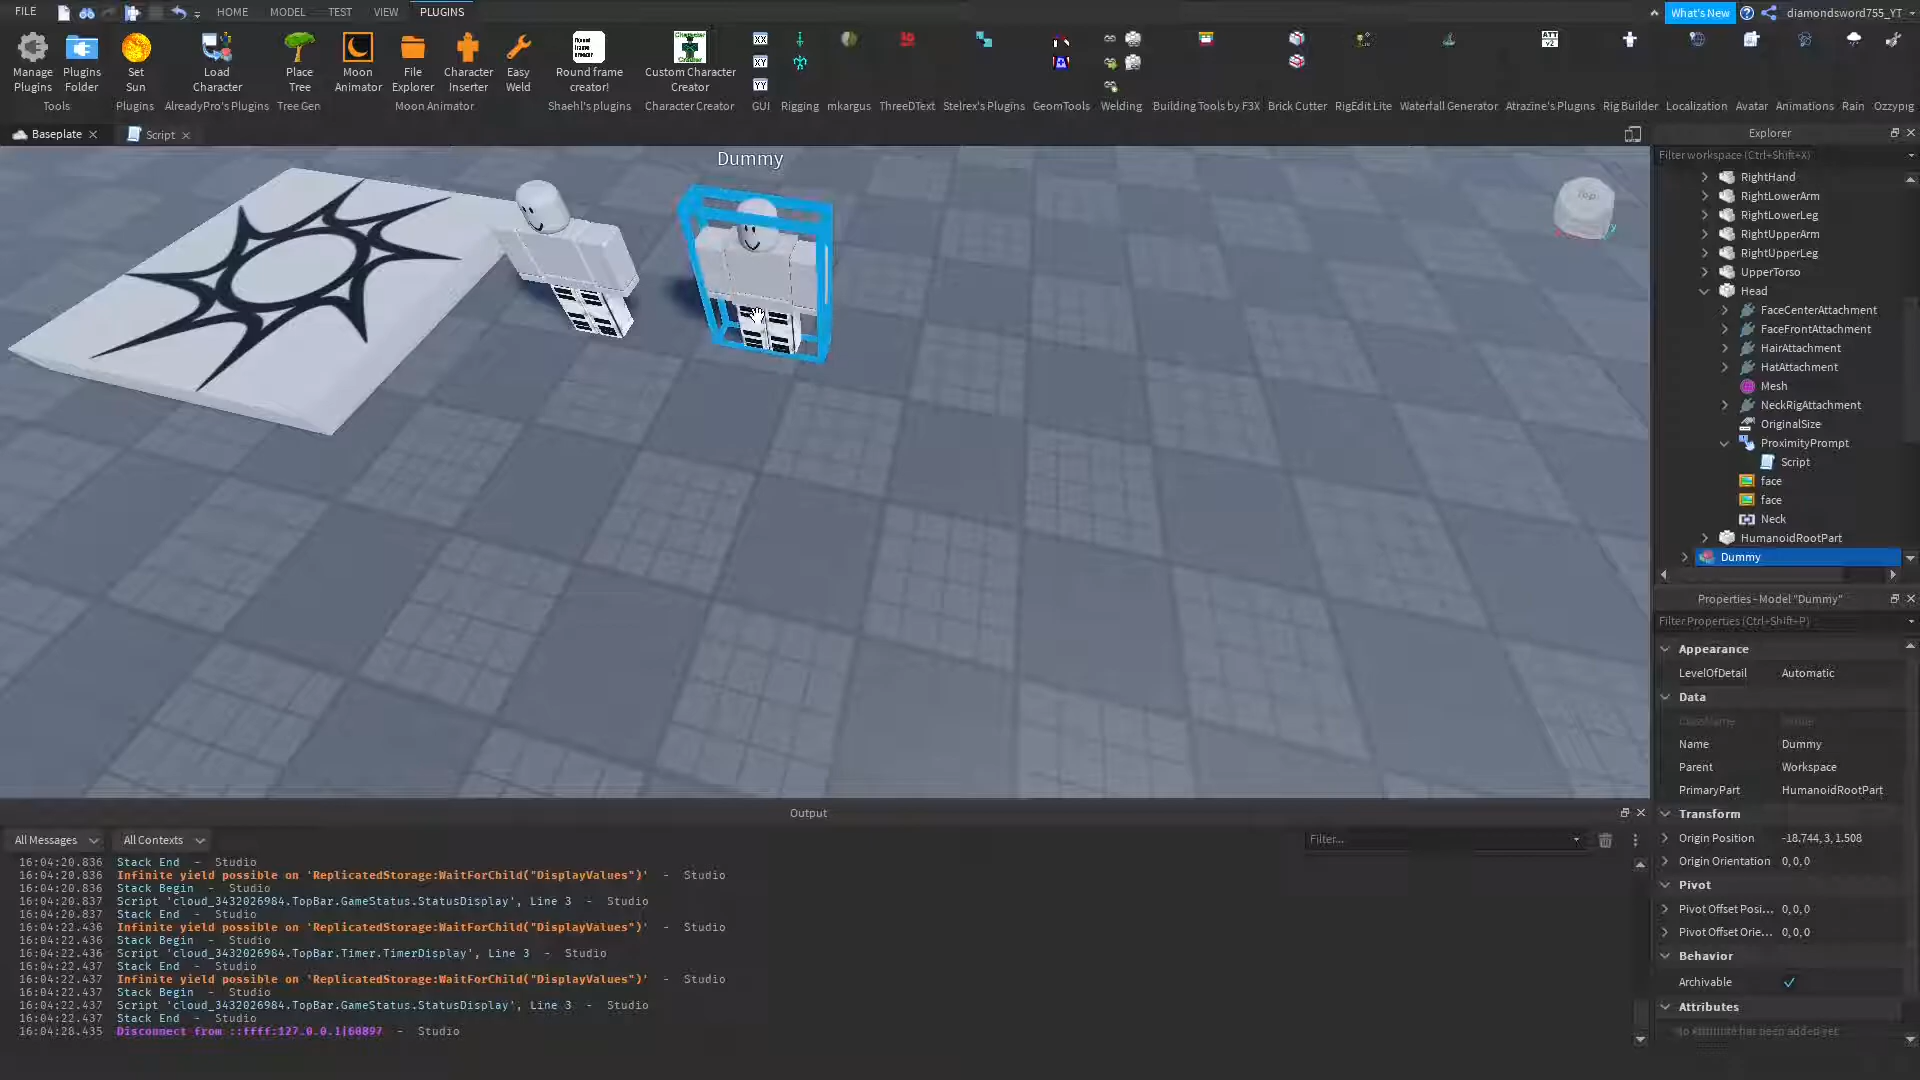 FILE
HOME
MODEL
TEST
VIEW
PLUGINS
What's New
diamondsword755_YT
Manage Plugins
Plugins Folder
Set Sun
Load Character
Place Tree
Moon Animator
File Explorer
Character Inserter
Easy Weld
Round frame creator!
Custom Character Creator
Tools
Plugins
AlreadyPro's Plugins
Tree Gen
Moon Animator
Shaehl's plugins
Character Creator
GUI
Rigging
mkargus
ThreeDText
Stelrex's Plugins
GeomTools
Welding
Building Tools by F3X
Brick Cutter
RigEdit Lite
Waterfall Generator
Atrazine's Plugins
Rig Builder
Localization
Avatar
Animations
Rain
Ozzypig
XX
XY
YY
ATT
v2
Baseplate
Script
Dummy
Top
Explorer
Filter workspace (Ctrl+Shift+X)
RightHand
RightLowerArm
RightLowerLeg
RightUpperArm
RightUpperLeg
UpperTorso
Head
FaceCenterAttachment
FaceFrontAttachment
HairAttachment
HatAttachment
Mesh
NeckRigAttachment
OriginalSize
ProximityPrompt
Script
face
face
Neck
HumanoidRootPart
Dummy
Properties - Model "Dummy"
Filter Properties (Ctrl+Shift+P)
Appearance
LevelOfDetail Automatic
Data
ClassName Model
Name Dummy
Parent Workspace
PrimaryPart HumanoidRootPart
Transform
Origin Position -18.744, 3, 1.508
Origin Orientation 0, 0, 0
Pivot
Pivot Offset Posi... 0, 0, 0
Pivot Offset Orie... 0, 0, 0
Behavior
Archivable
Attributes
No Attribute has been added yet
Output
All Messages
All Contexts
Filter...
16:04:20.836 Stack End - Studio
16:04:20.836 Infinite yield possible on 'ReplicatedStorage:WaitForChild("DisplayValues")' - Studio
16:04:20.836 Stack Begin - Studio
16:04:20.837 Script 'cloud_3432026984.TopBar.GameStatus.StatusDisplay', Line 3 - Studio
16:04:20.837 Stack End - Studio
16:04:22.436 Infinite yield possible on 'ReplicatedStorage:WaitForChild("DisplayValues")' - Studio
16:04:22.436 Stack Begin - Studio
16:04:22.436 Script 'cloud_3432026984.TopBar.Timer.TimerDisplay', Line 3 - Studio
16:04:22.437 Stack End - Studio
16:04:22.437 Infinite yield possible on 'ReplicatedStorage:WaitForChild("DisplayValues")' - Studio
16:04:22.437 Stack Begin - Studio
16:04:22.437 Script 'cloud_3432026984.TopBar.GameStatus.StatusDisplay', Line 3 - Studio
16:04:22.437 Stack End - Studio
16:04:28.435 Disconnect from ::ffff:127.0.0.1|60897 - Studio